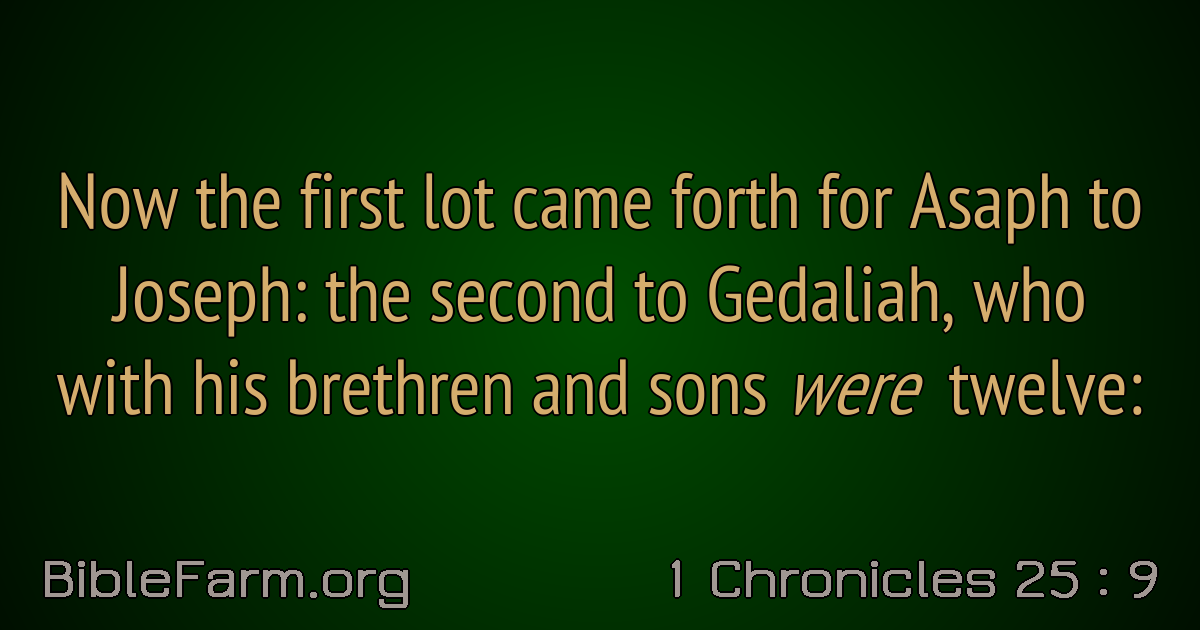 Now the first lot came forth for Asaph to
Joseph: the second to Gedaliah, who
with his brethren and sons were twelve:
BibleFarm.org
1 Chronicles 25 : 9